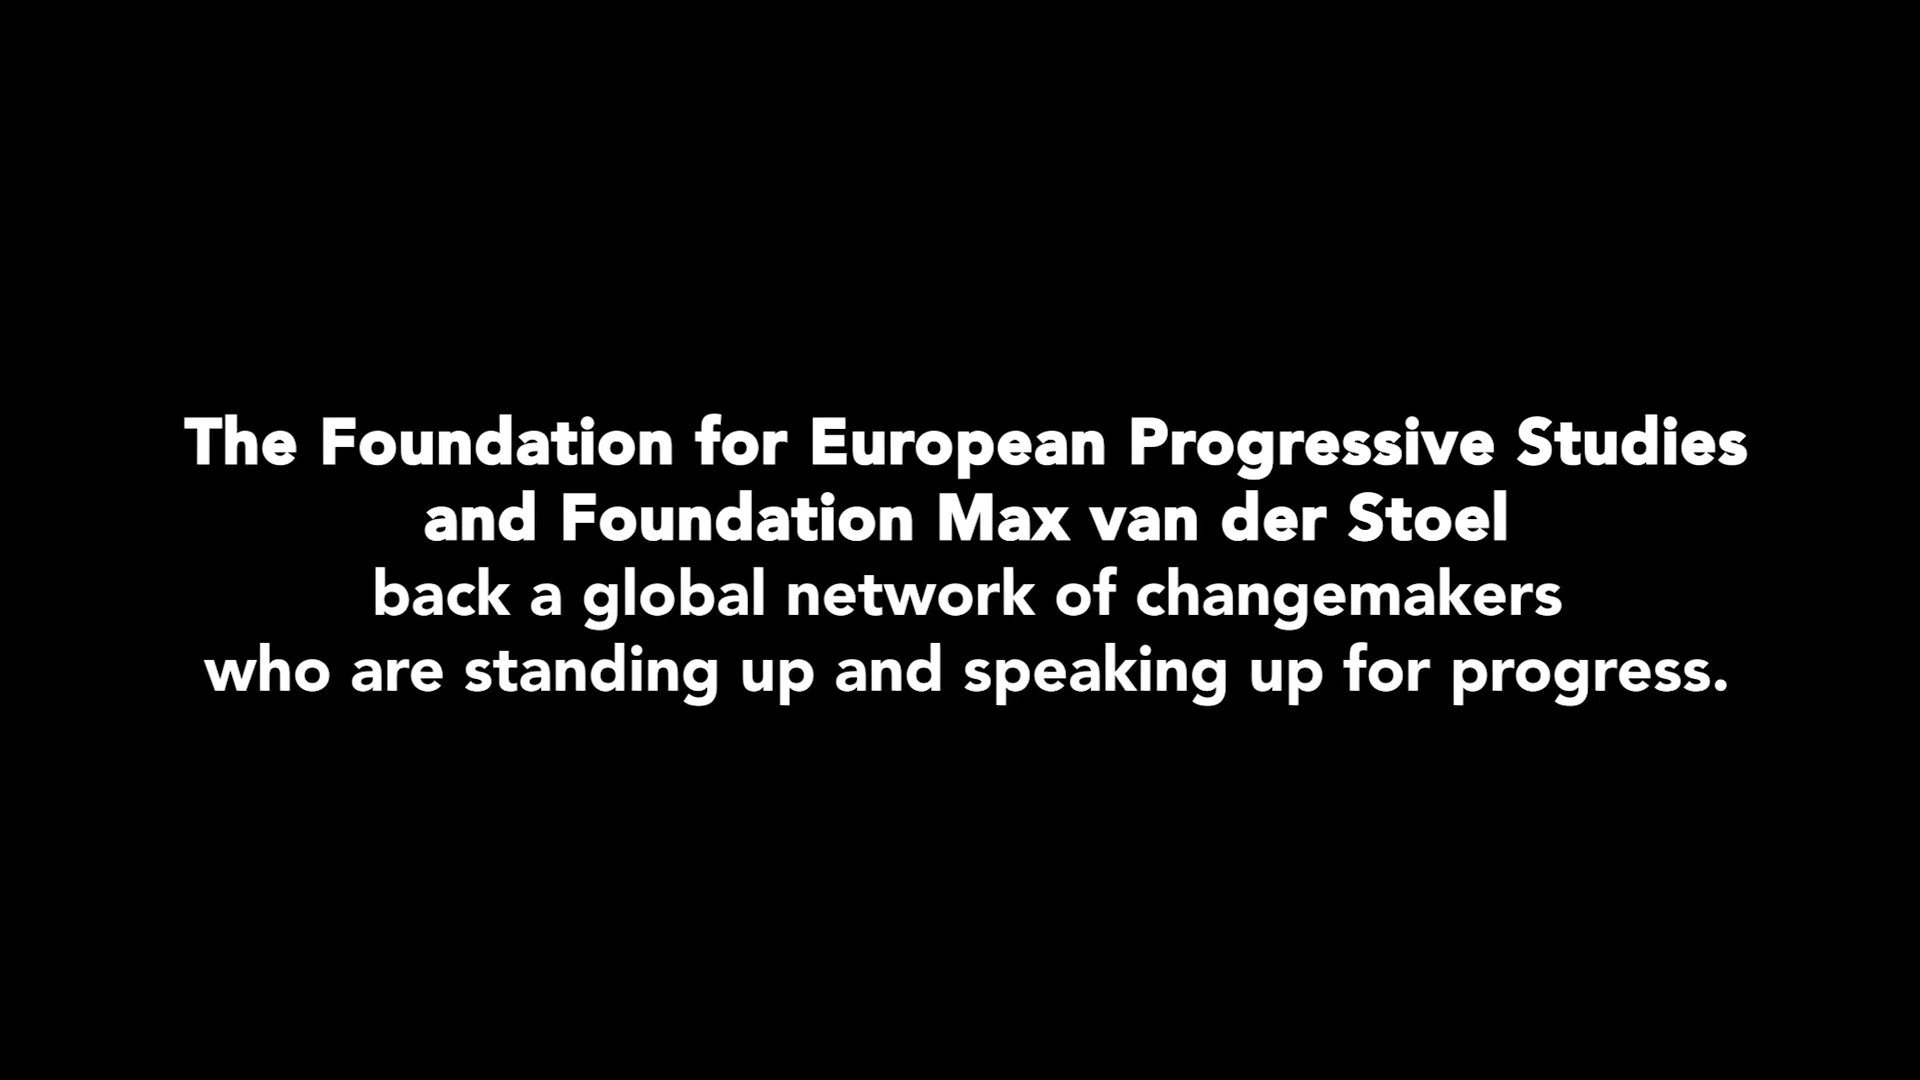 The Foundation for European Progressive Studies
and Foundation Max van der Stoel
back a global network of changemakers
who are standing up and speaking up for progress.